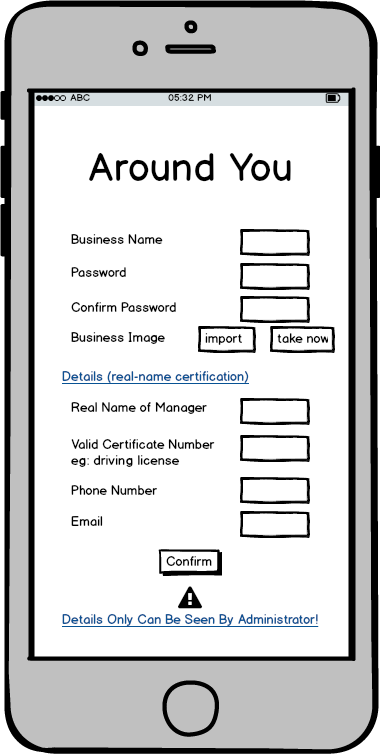 ABC 05:32 PM
Around You
Business Name
Password
Confirm Password
Business Image import take now
Details (real-name certification)
Real Name of Manager
Valid Certificate Number
eg: driving license
Phone Number
Email
Confirm
Details Only Can Be Seen By Administrator!